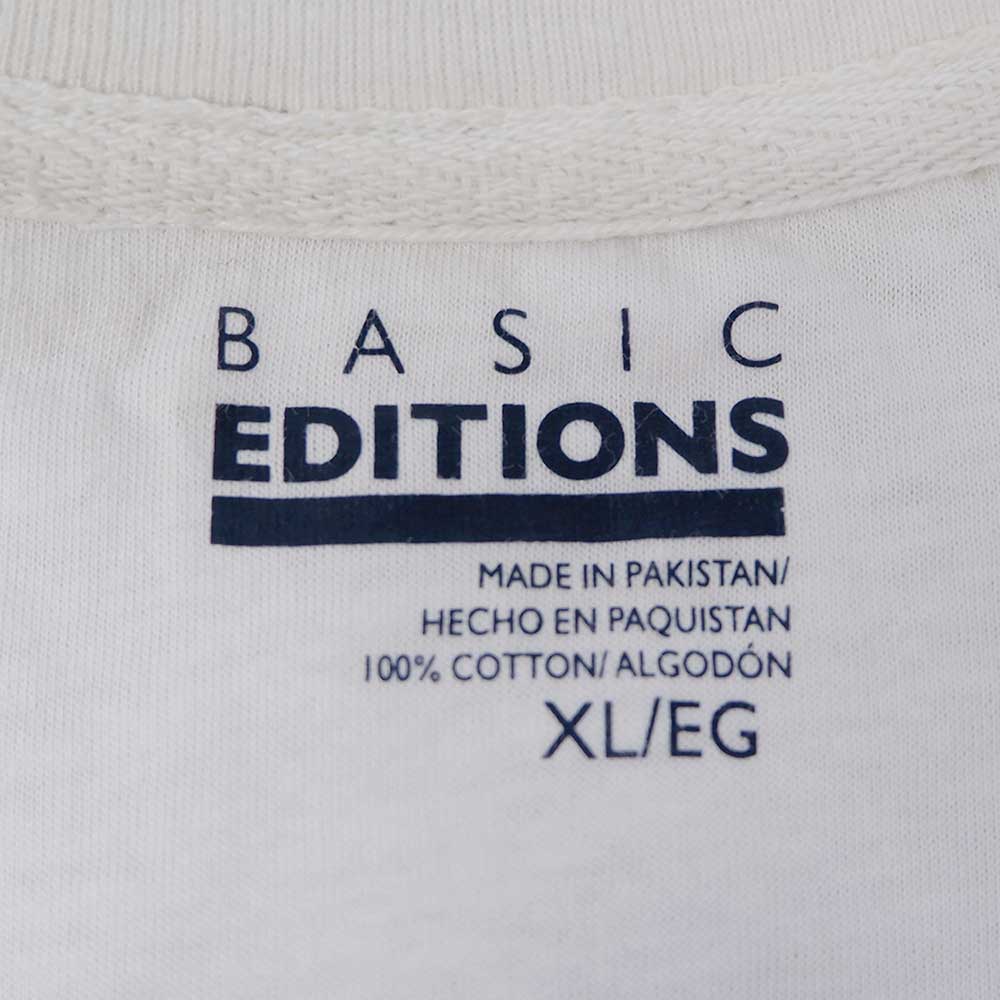 BASIC
EDITIONS
MADE IN PAKISTAN/
HECHO EN PAQUISTAN
100% COTTON/ ALGODÓN
XL/EG